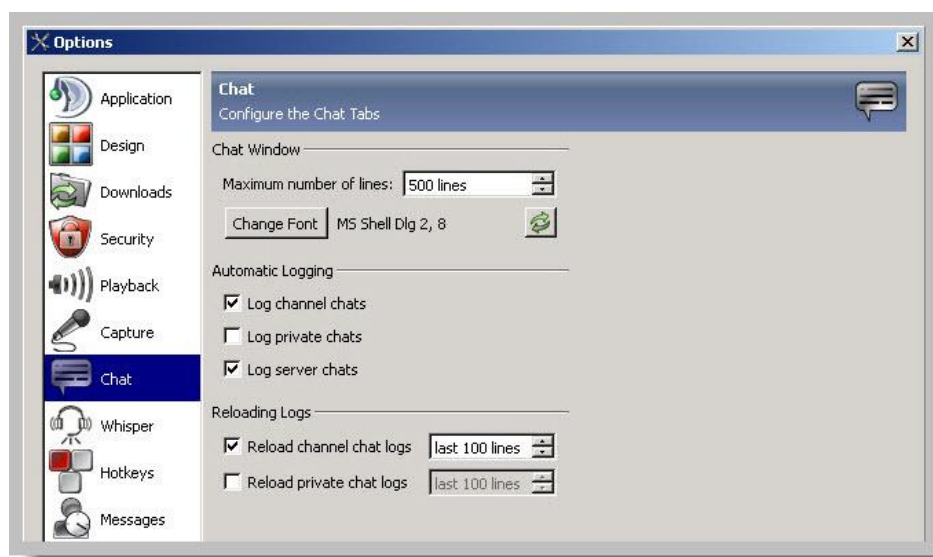 Options
Application
Design
Downloads
Security
Playback
Capture
Chat
Whisper
Hotkeys
Messages
Chat
Configure the Chat Tabs
Chat Window
Maximum number of lines: 500 lines
Change Font MS Shell Dlg 2, 8
Automatic Logging
Log channel chats
Log private chats
Log server chats
Reloading Logs
Reload channel chat logs last 100 lines
Reload private chat logs last 100 lines